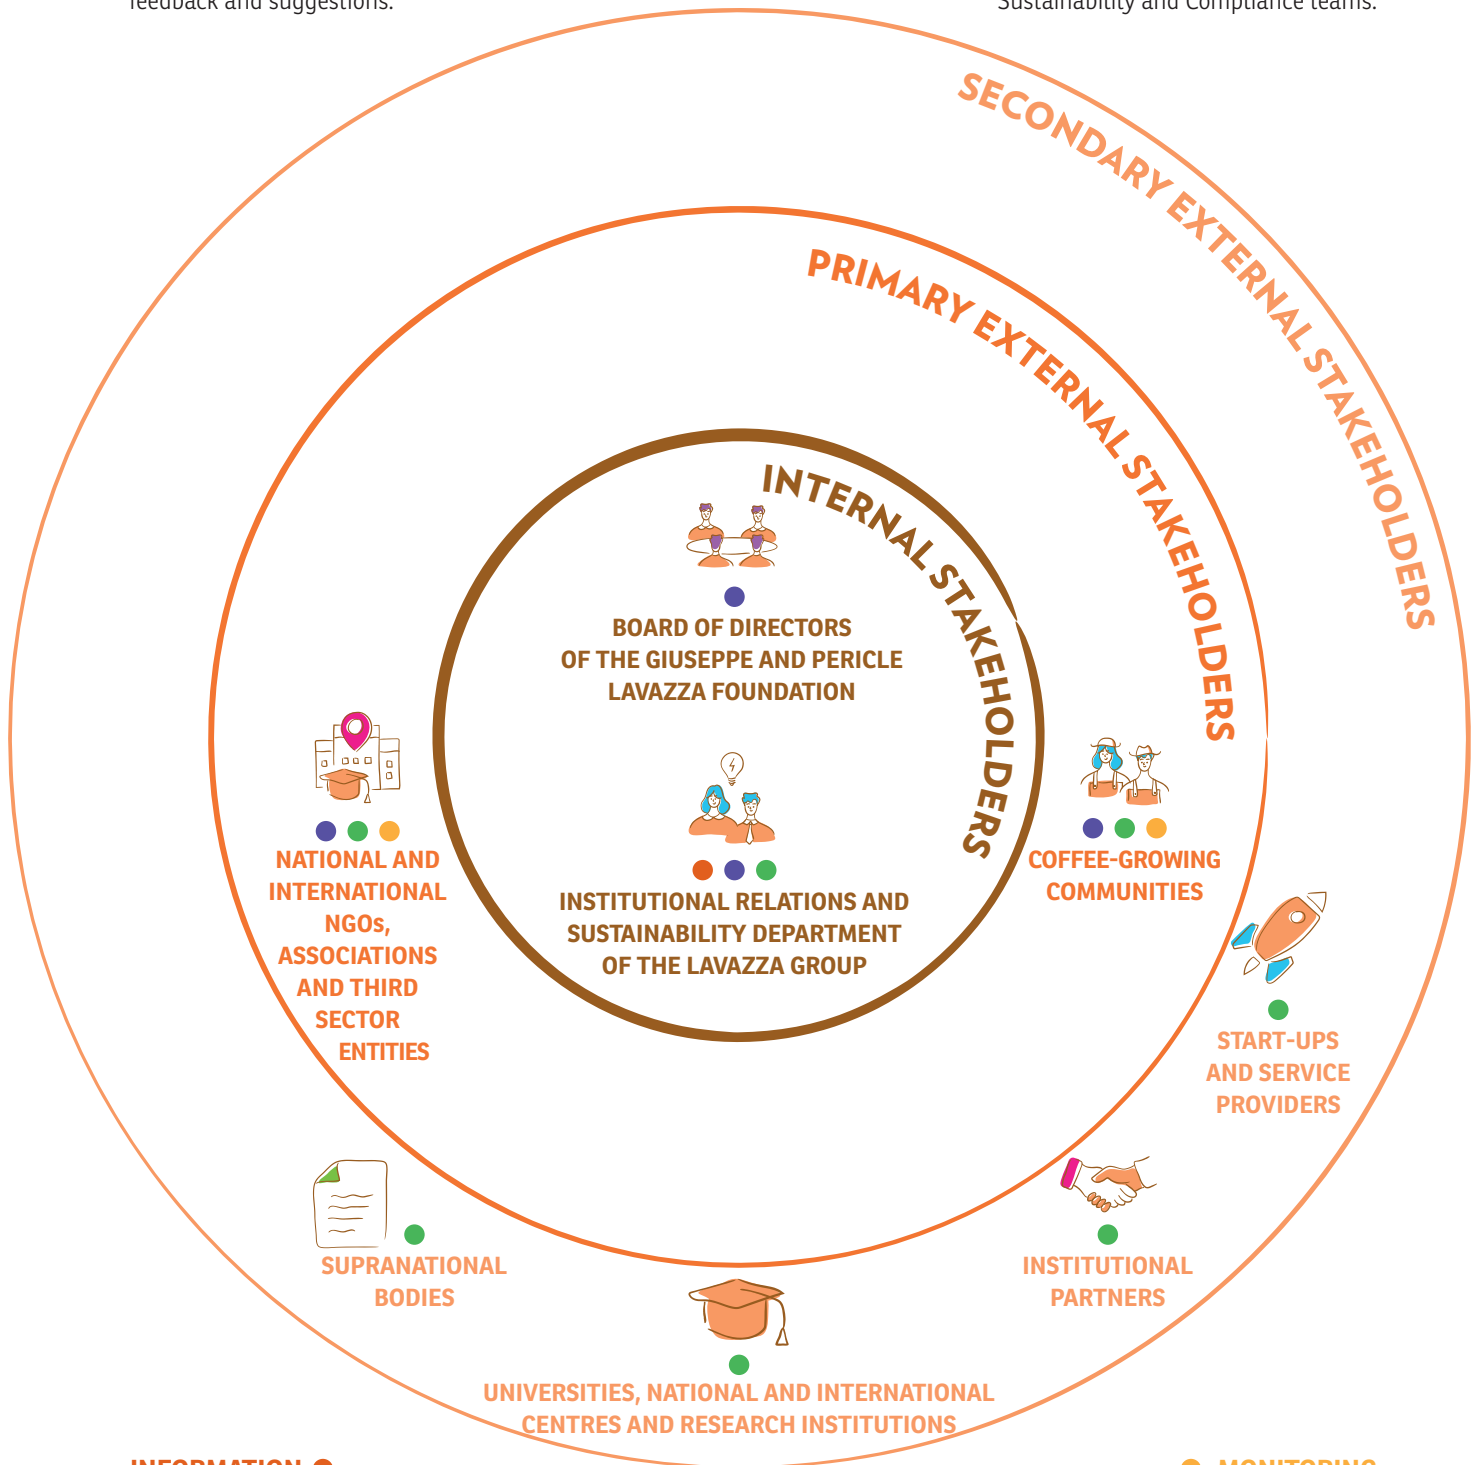 feedback and suggestions.
Sustainability and Compliance teams.
SECONDARY EXTERNAL STAKEHOLDERS
PRIMARY EXTERNAL STAKEHOLDERS
INTERNAL STAKEHOLDERS
BOARD OF DIRECTORS
OF THE GIUSEPPE AND PERICLE
LAVAZZA FOUNDATION
INSTITUTIONAL RELATIONS AND
SUSTAINABILITY DEPARTMENT
OF THE LAVAZZA GROUP
NATIONAL AND
INTERNATIONAL
NGOs,
ASSOCIATIONS
AND THIRD
SECTOR
ENTITIES
COFFEE-GROWING
COMMUNITIES
START-UPS
AND SERVICE
PROVIDERS
SUPRANATIONAL
BODIES
INSTITUTIONAL
PARTNERS
UNIVERSITIES, NATIONAL AND INTERNATIONAL
CENTRES AND RESEARCH INSTITUTIONS
INFORMATION
MONITORING